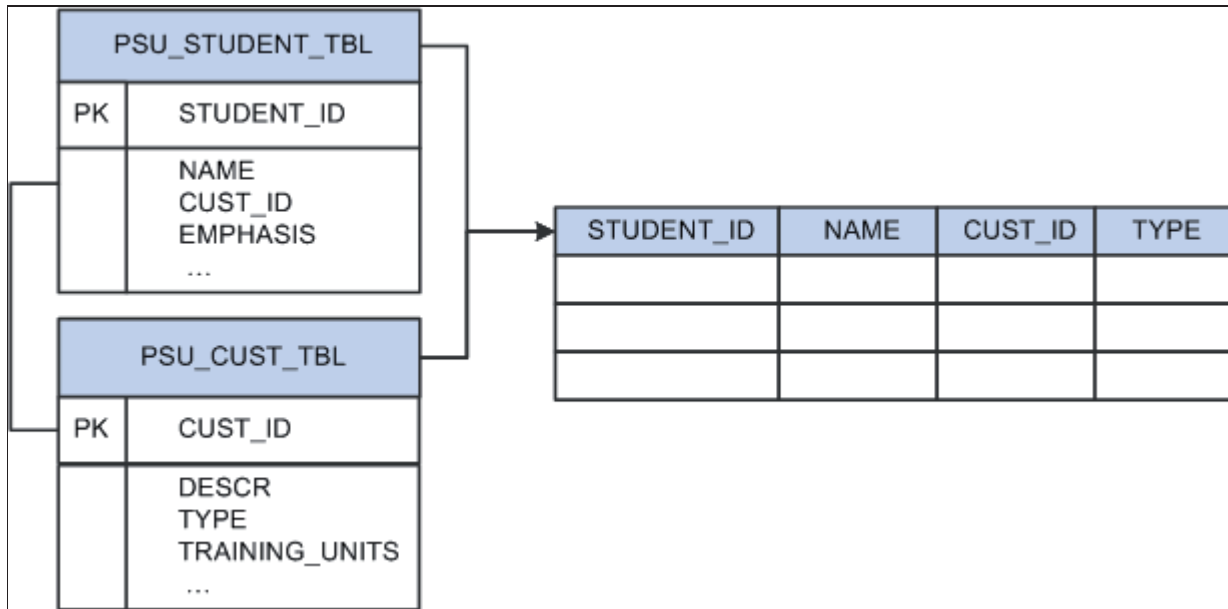 PSU_STUDENT_TBL
PK STUDENT_ID
NAME
CUST_ID
EMPHASIS
...
PSU_CUST_TBL
PK CUST_ID
DESCR
TYPE
TRAINING_UNITS
...
STUDENT_ID NAME CUST_ID TYPE